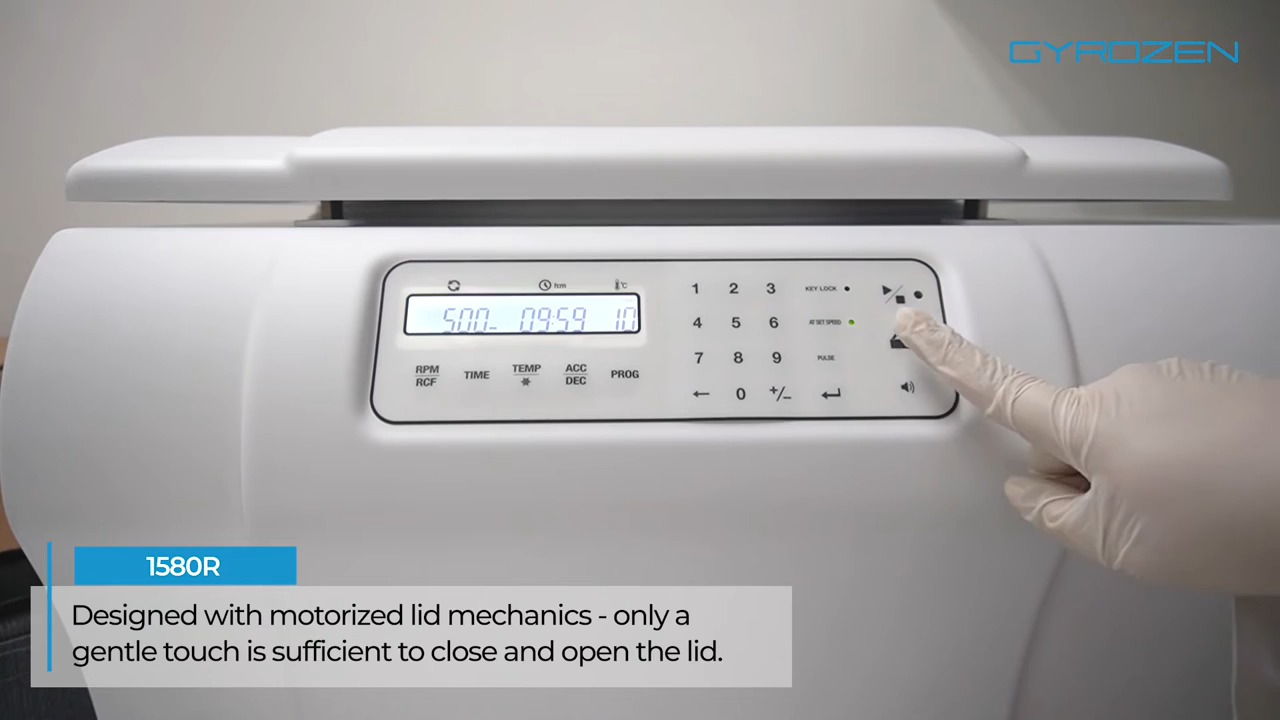 GYROZEN
hm °C
500 09:59 10
RPM
RCF
TIME
TEMP
ACC
DEC
PROG
1 2 3 KEY LOCK
4 5 6 AT SET SPEED
7 8 9 PULSE
← 0 +/− ↵
1580R
Designed with motorized lid mechanics - only a
gentle touch is sufficient to close and open the lid.